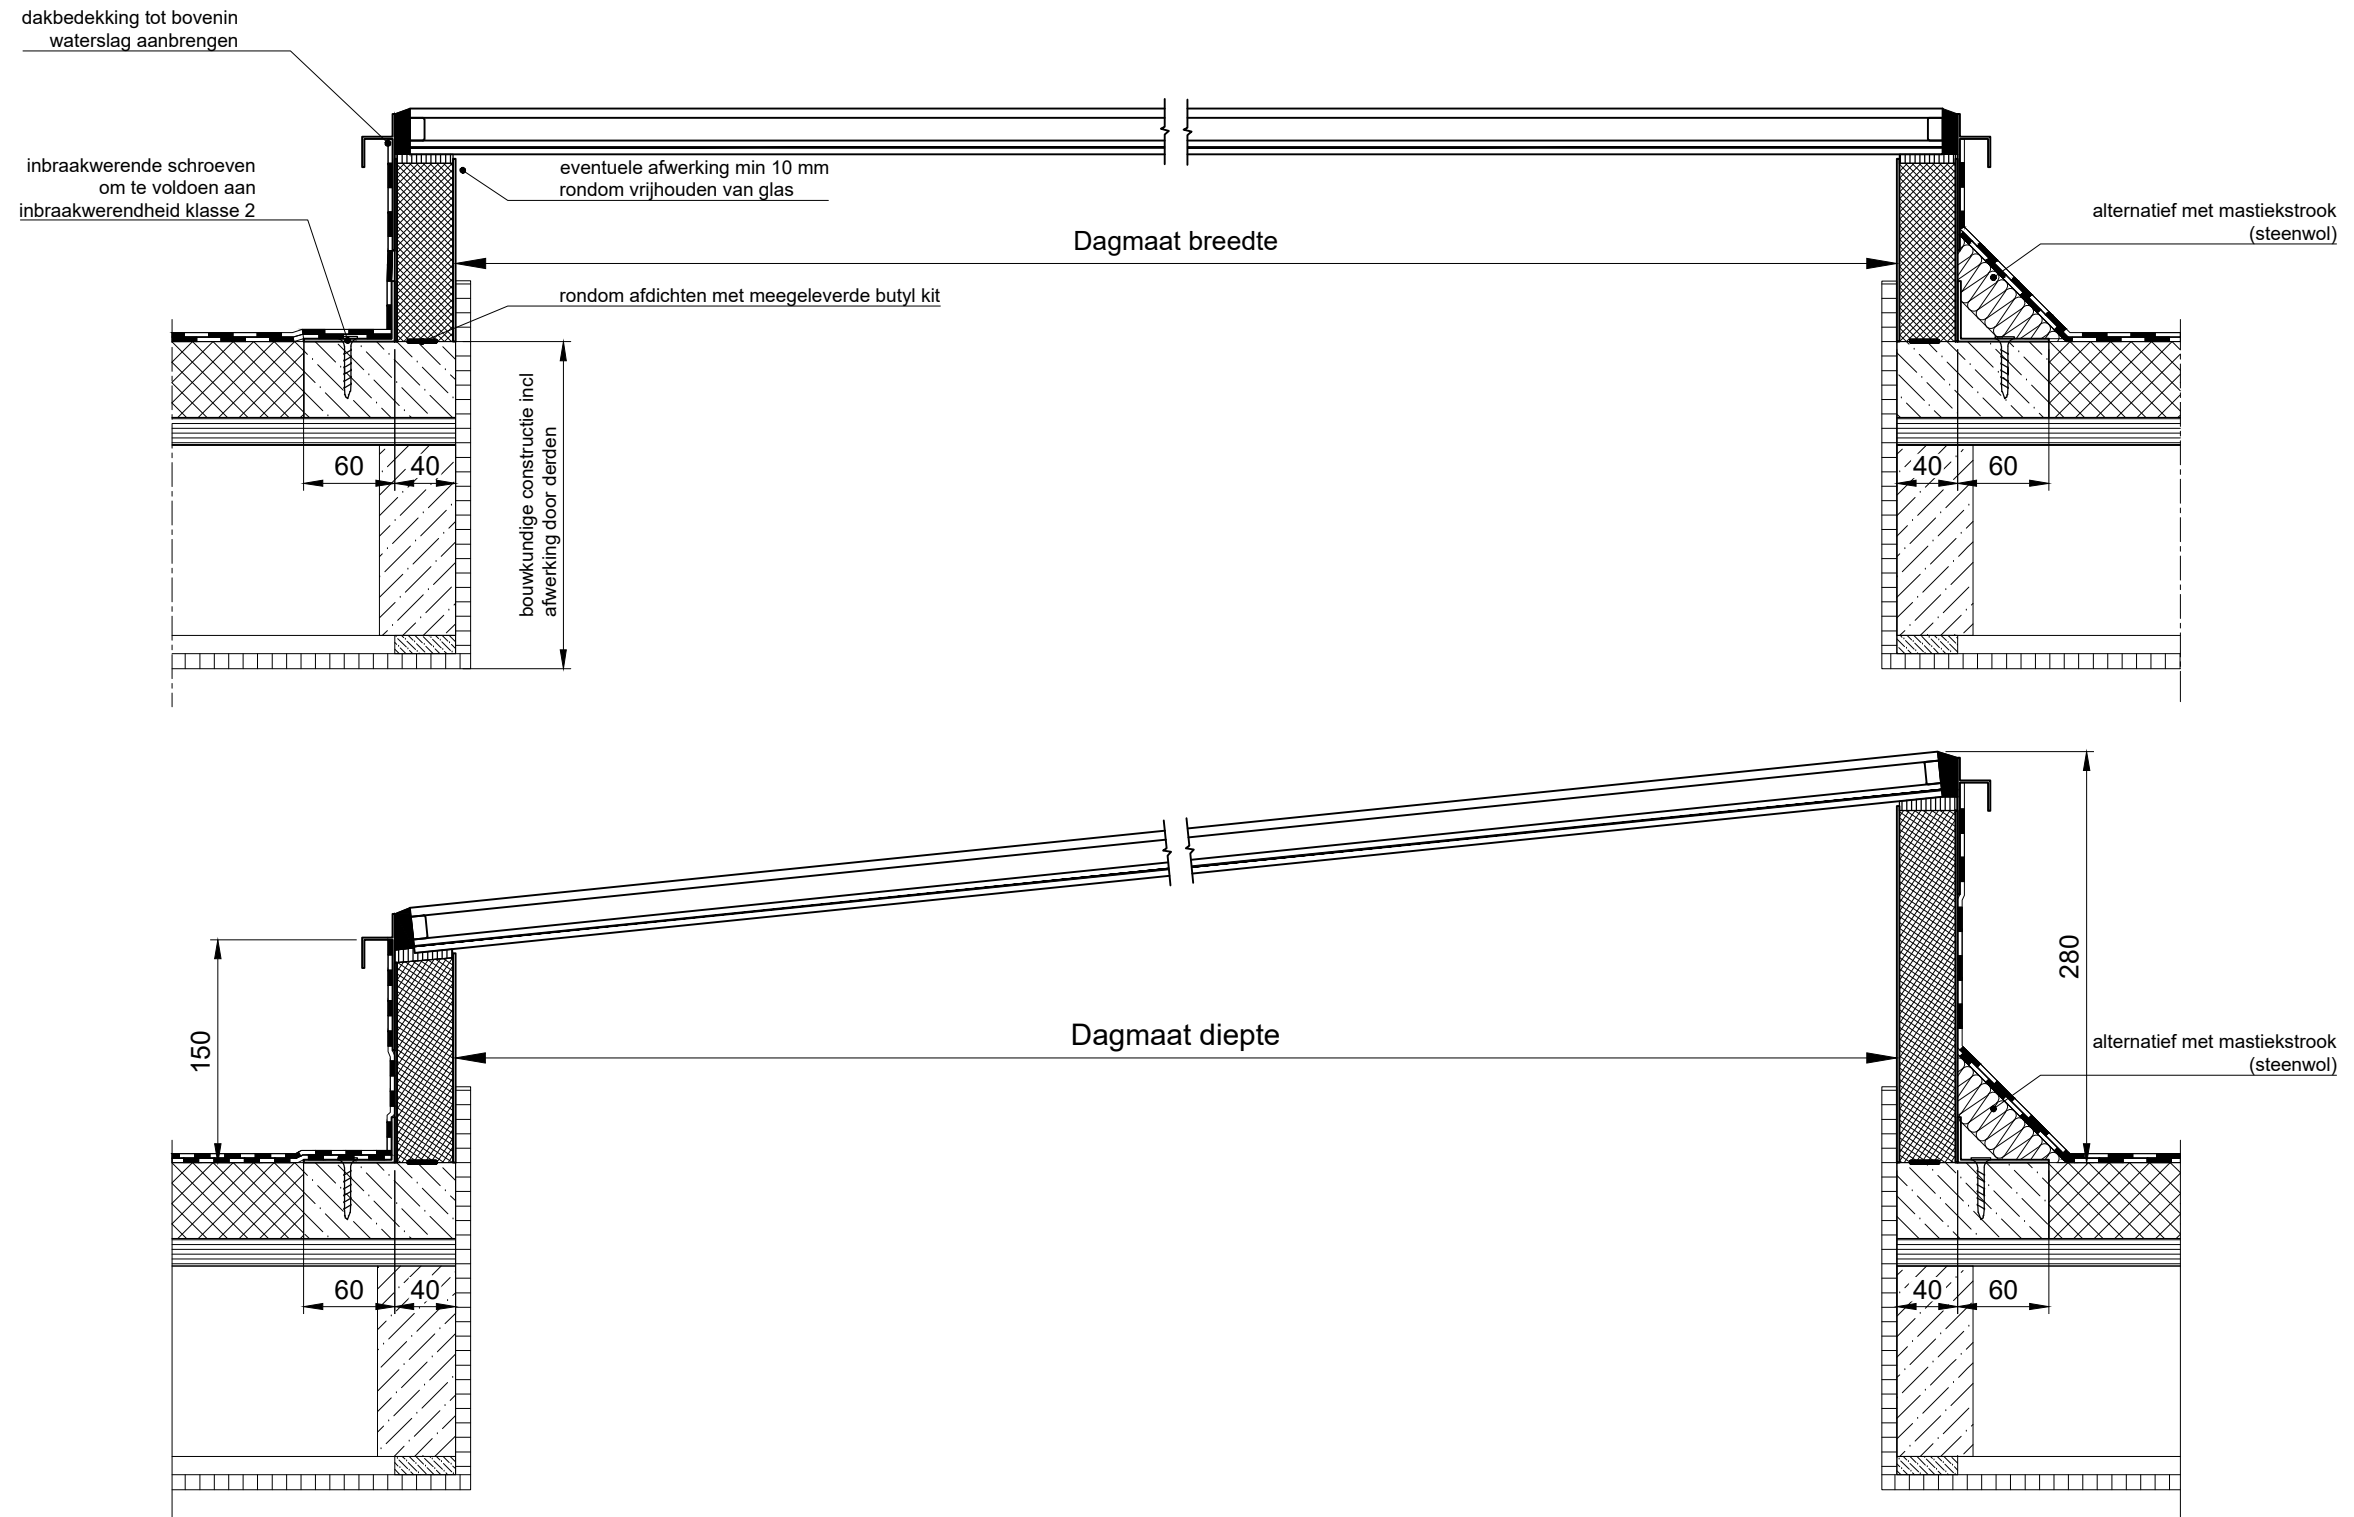 dakbedekking tot bovenin
waterslag aanbrengen
inbraakwerende schroeven
om te voldoen aan
inbraakwerendheid klasse 2
eventuele afwerking min 10 mm
rondom vrijhouden van glas
alternatief met mastiekstrook
(steenwol)
Dagmaat breedte
rondom afdichten met meegeleverde butyl kit
bouwkundige constructie incl
afwerking door derden
60
40
40
60
280
150
Dagmaat diepte
alternatief met mastiekstrook
(steenwol)
60
40
40
60